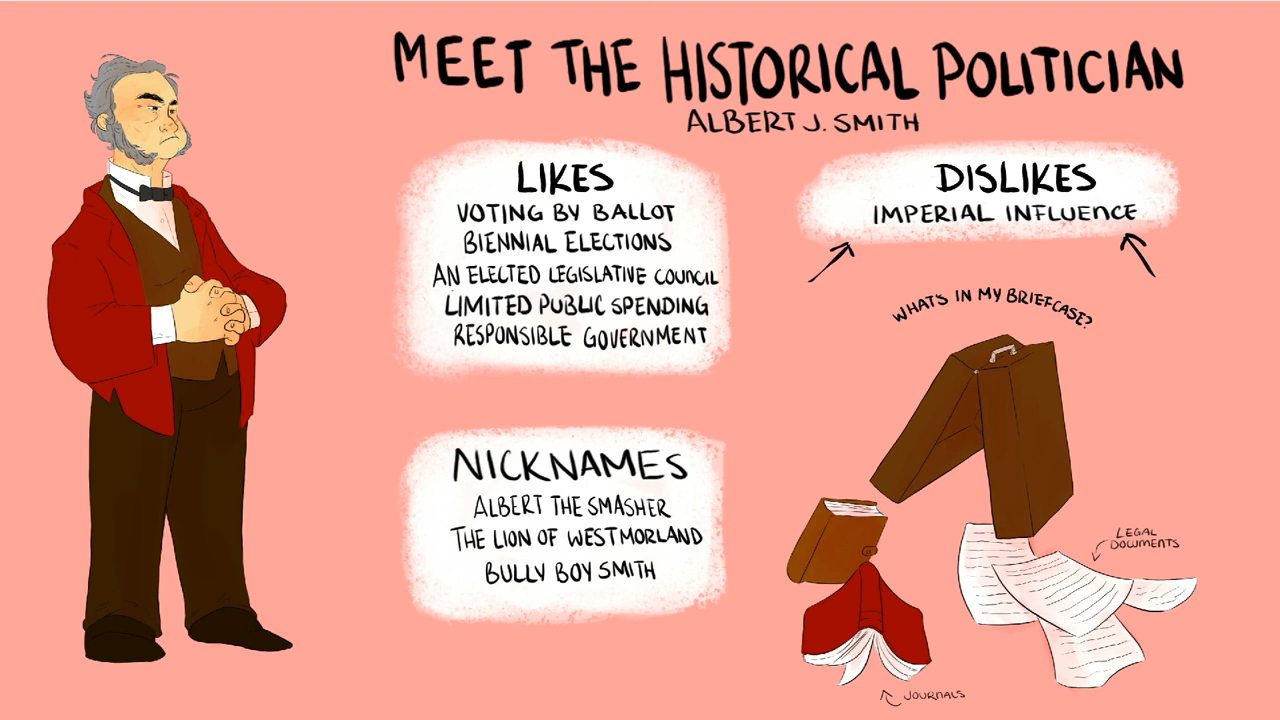 MEET THE HISTORICAL POLITICIAN
ALBERT J. SMITH
LIKES
VOTING BY BALLOT
BIENNIAL ELECTIONS
AN ELECTED LEGISLATIVE COUNCIL
LIMITED PUBLIC SPENDING
RESPONSIBLE GOVERNMENT
DISLIKES
IMPERIAL INFLUENCE
NICKNAMES
ALBERT THE SMASHER
THE LION OF WESTMORLAND
BULLY BOY SMITH
WHAT'S IN MY BRIEFCASE?
LEGAL
DOCUMENTS
JOURNALS